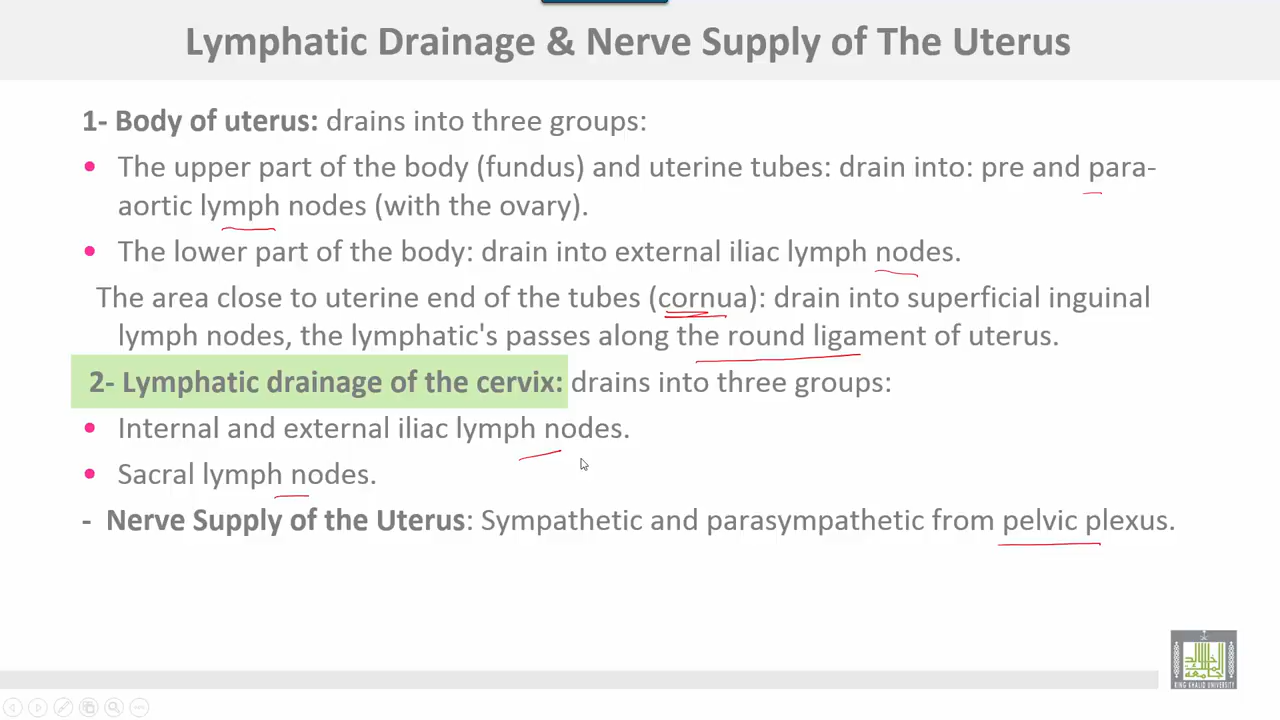 Lymphatic Drainage & Nerve Supply of The Uterus
1- Body of uterus: drains into three groups:
• The upper part of the body (fundus) and uterine tubes: drain into: pre and para-
aortic lymph nodes (with the ovary).
• The lower part of the body: drain into external iliac lymph nodes.
The area close to uterine end of the tubes (cornua): drain into superficial inguinal
lymph nodes, the lymphatic's passes along the round ligament of uterus.
2- Lymphatic drainage of the cervix: drains into three groups:
• Internal and external iliac lymph nodes.
• Sacral lymph nodes.
- Nerve Supply of the Uterus: Sympathetic and parasympathetic from pelvic plexus.
KING KHALID UNIVERSITY